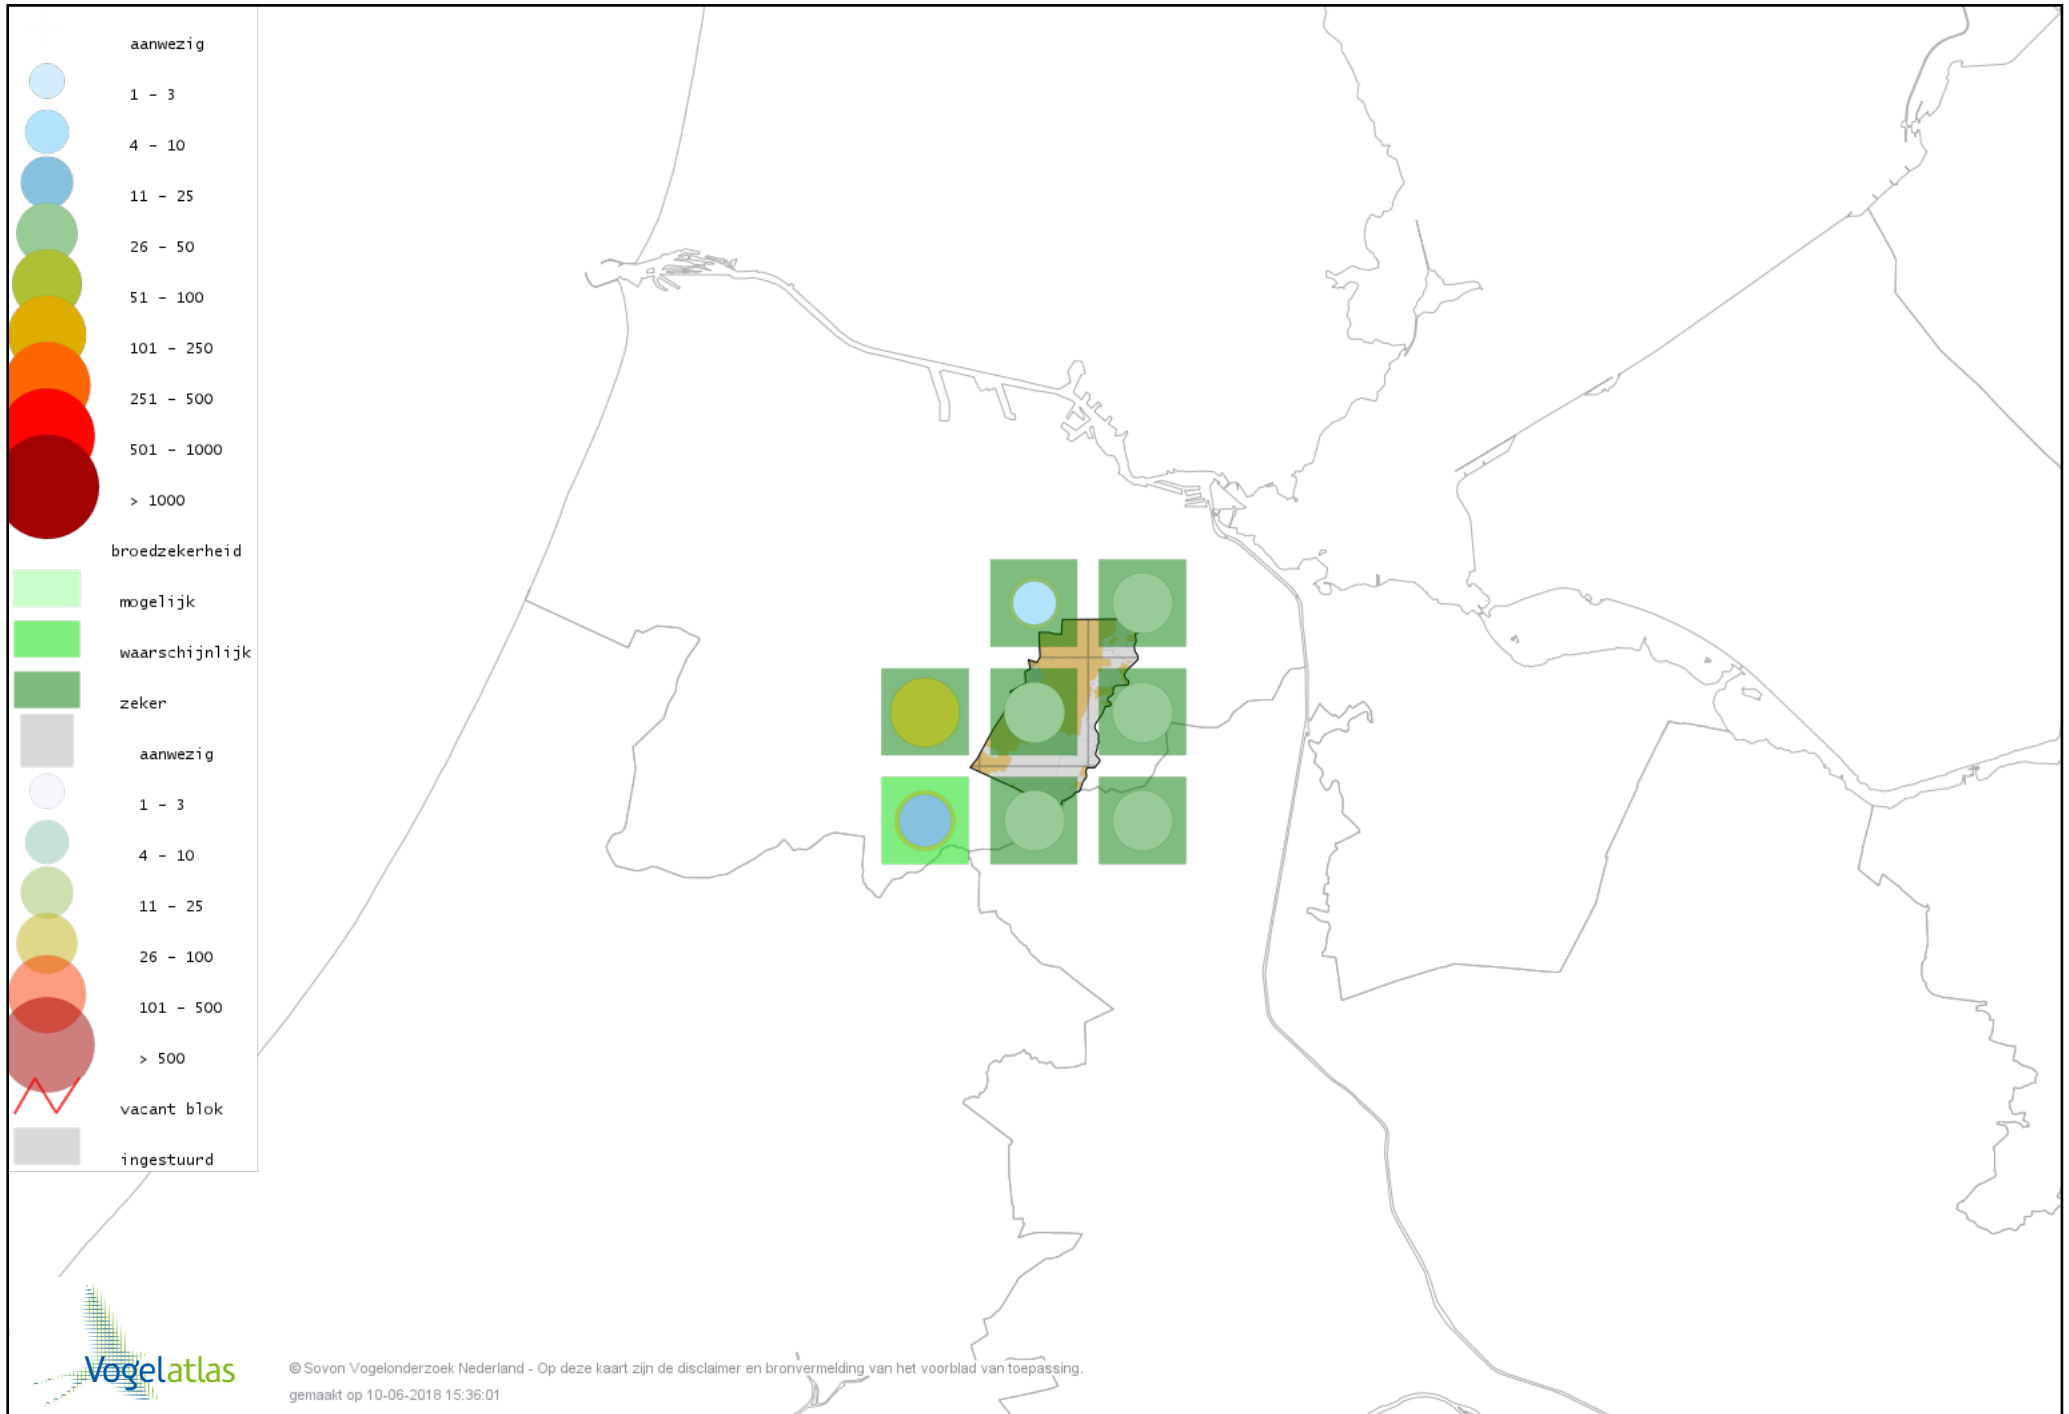 aanwezig
1 - 3
4 - 10
11 - 25
26 - 50
51 - 100
101 - 250
251 - 500
501 - 1000
> 1000
broedzekerheid
mogelijk
waarschijnlijk
zeker
aanwezig
1 - 3
4 - 10
11 - 25
26 - 100
101 - 500
> 500
vacant blok
ingestuurd
Vogelatlas
© Sovon Vogelonderzoek Nederland - Op deze kaart zijn de disclaimer en bronvermelding van het voorblad van toepassing.
gemaakt op 10-06-2018 15:36:01